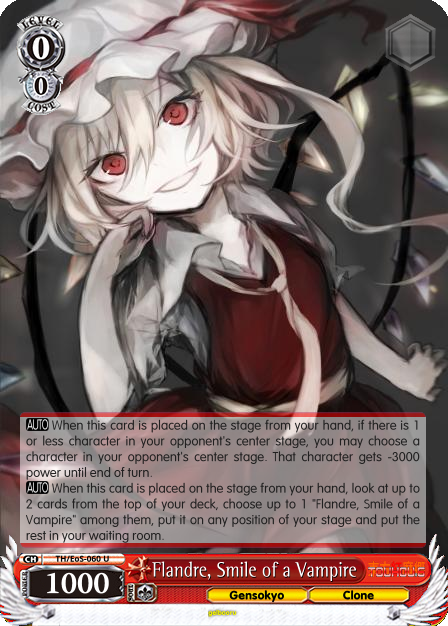 LEVEL
0
0
COST
AUTO When this card is placed on the stage from your hand, if there is 1
or less character in your opponent's center stage, you may choose a
character in your opponent's center stage. That character gets -3000
power until end of turn.
AUTO When this card is placed on the stage from your hand, look at up to
2 cards from the top of your deck, choose up to 1 "Flandre, Smile of a
Vampire" among them, put it on any position of your stage and put the
rest in your waiting room.
CH TH/EoS-060 U
POWER 1000 SOUL Flandre, Smile of a Vampire
Gensokyo Clone
gelbooru